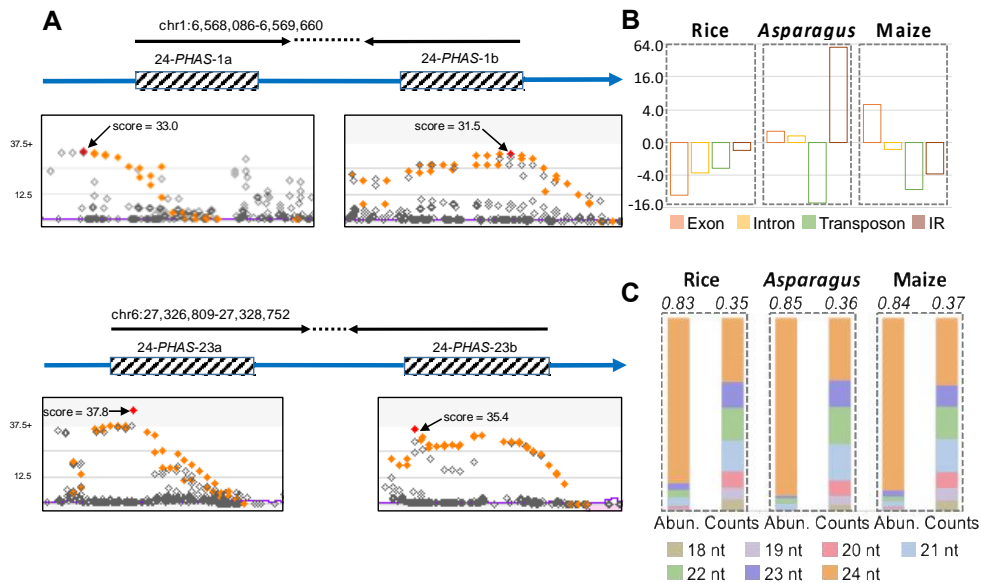 A
chr1:6,568,086-6,569,660
24-PHAS-1a
24-PHAS-1b
score = 33.0
score = 31.5
37.5+
12.5
chr6:27,326,809-27,328,752
24-PHAS-23a
24-PHAS-23b
score = 37.8
score = 35.4
37.5+
12.5
B
Rice Asparagus Maize
64.0
16.0
4.0
0.0
-4.0
-16.0
Exon Intron Transposon IR
C
Rice Asparagus Maize
0.83 0.35 0.85 0.36 0.84 0.37
Abun. Counts Abun. Counts Abun. Counts
18 nt 19 nt 20 nt 21 nt
22 nt 23 nt 24 nt